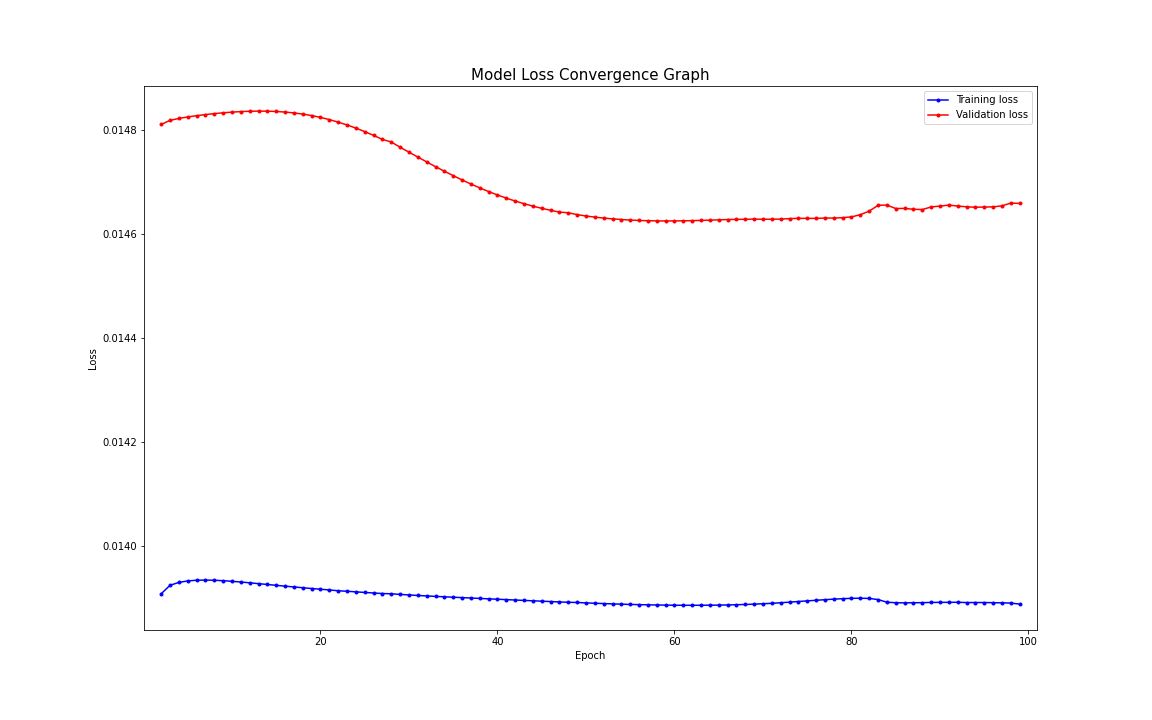 Model Loss Convergence Graph
Training loss
Validation loss
0.0148
0.0146
0.0144
0.0142
0.0140
Loss
20 40 60 80 100
Epoch